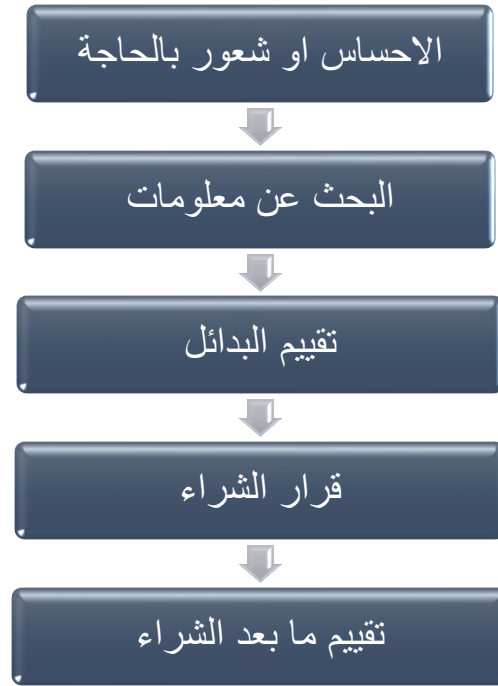 الاحساس او شعور بالحاجة
البحث عن معلومات
تقييم البدائل
قرار الشراء
تقييم ما بعد الشراء